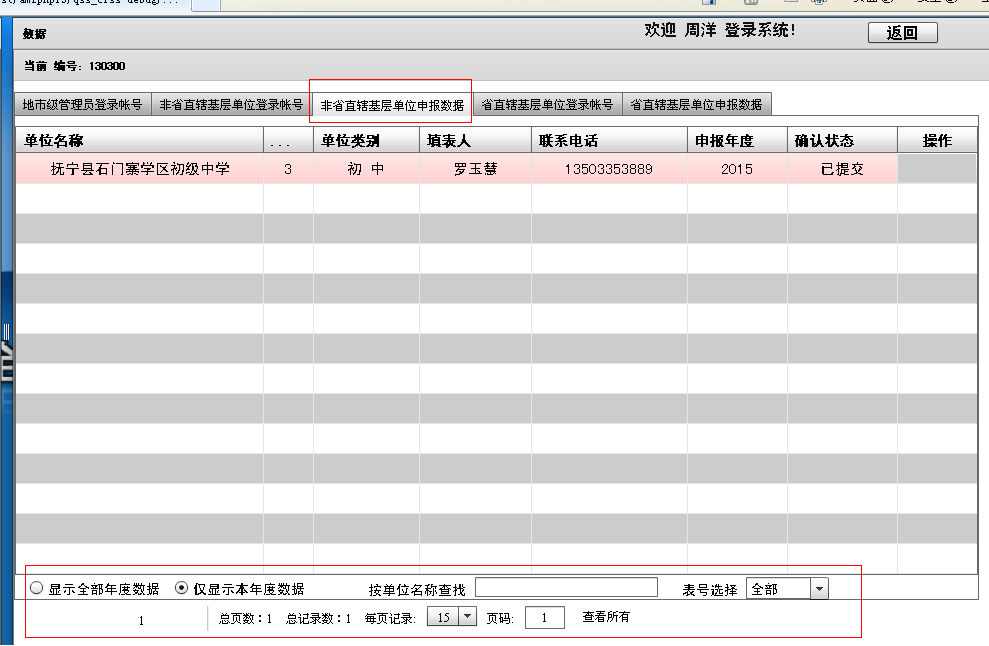 数据
欢迎 周洋 登录系统！
返回
当前 编号：130300
地市级管理员登录帐号 非省直辖基层单位登录帐号 非省直辖基层单位申报数据 省直辖基层单位登录帐号 省直辖基层单位申报数据
单位名称 ... 单位类别 填表人 联系电话 申报年度 确认状态 操作
抚宁县石门寨学区初级中学 3 初 中 罗玉慧 13503353889 2015 已提交
显示全部年度数据 仅显示本年度数据 按单位名称查找 表号选择 全部
1 总页数：1 总记录数：1 每页记录： 15 页码： 1 查看所有